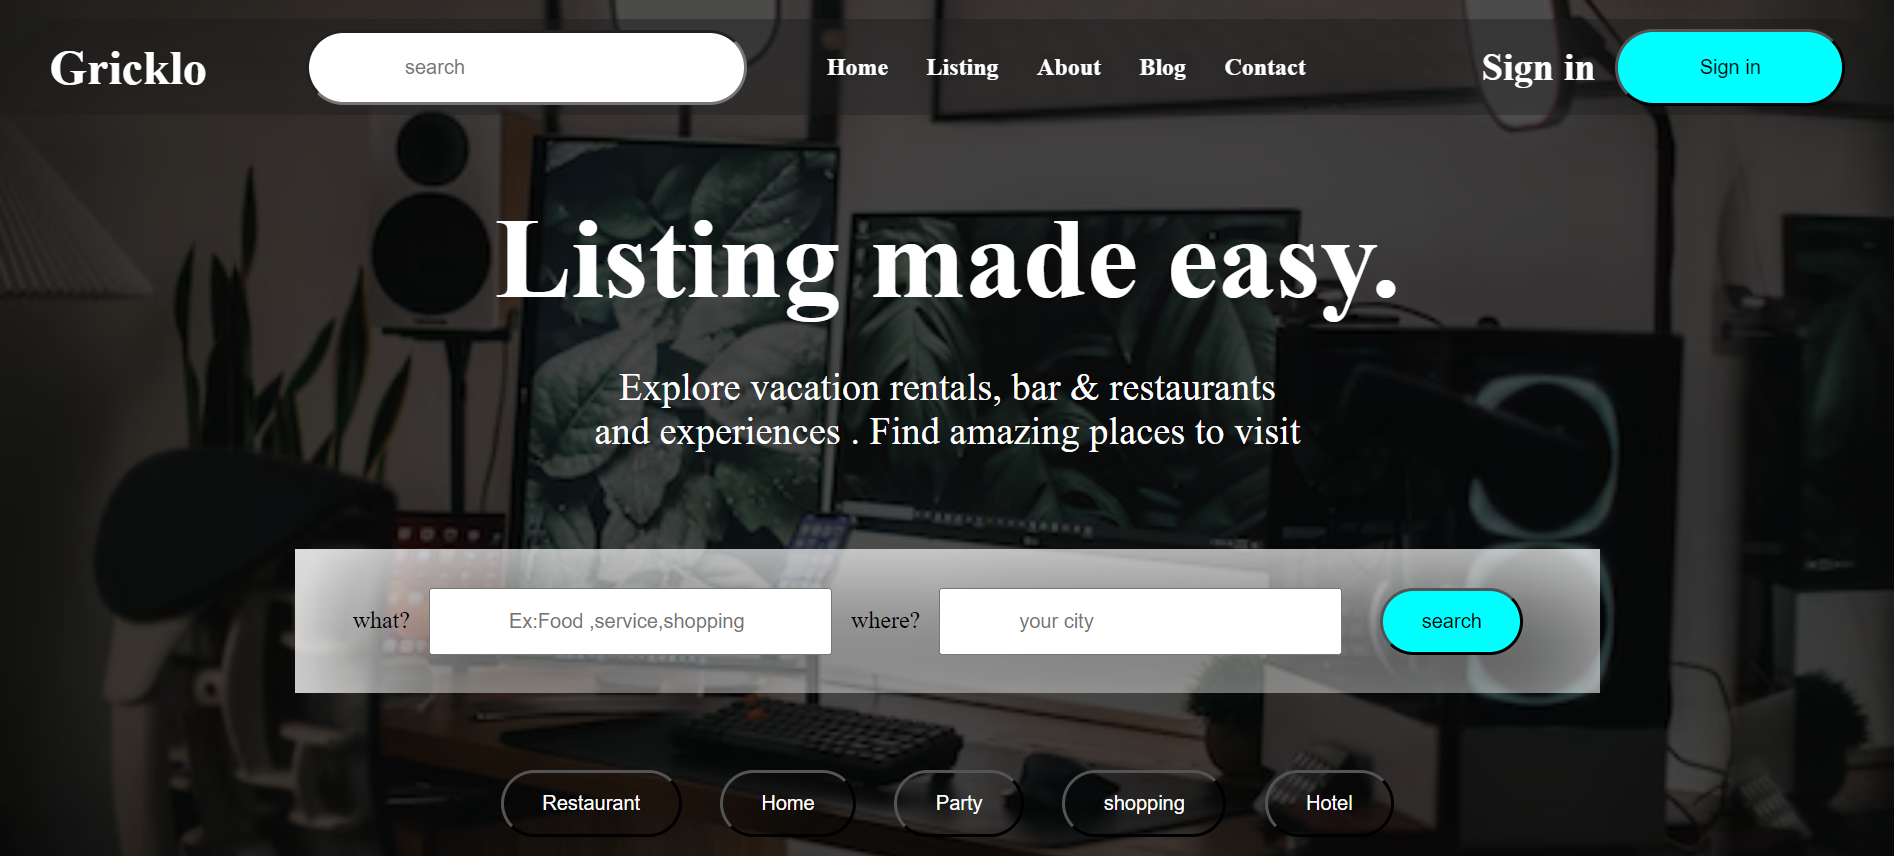 Gricklo
search
Home Listing About Blog Contact
Sign in
Sign in
Listing made easy.
Explore vacation rentals, bar & restaurants
and experiences . Find amazing places to visit
what? Ex:Food ,service,shopping where? your city search
Restaurant Home Party shopping Hotel